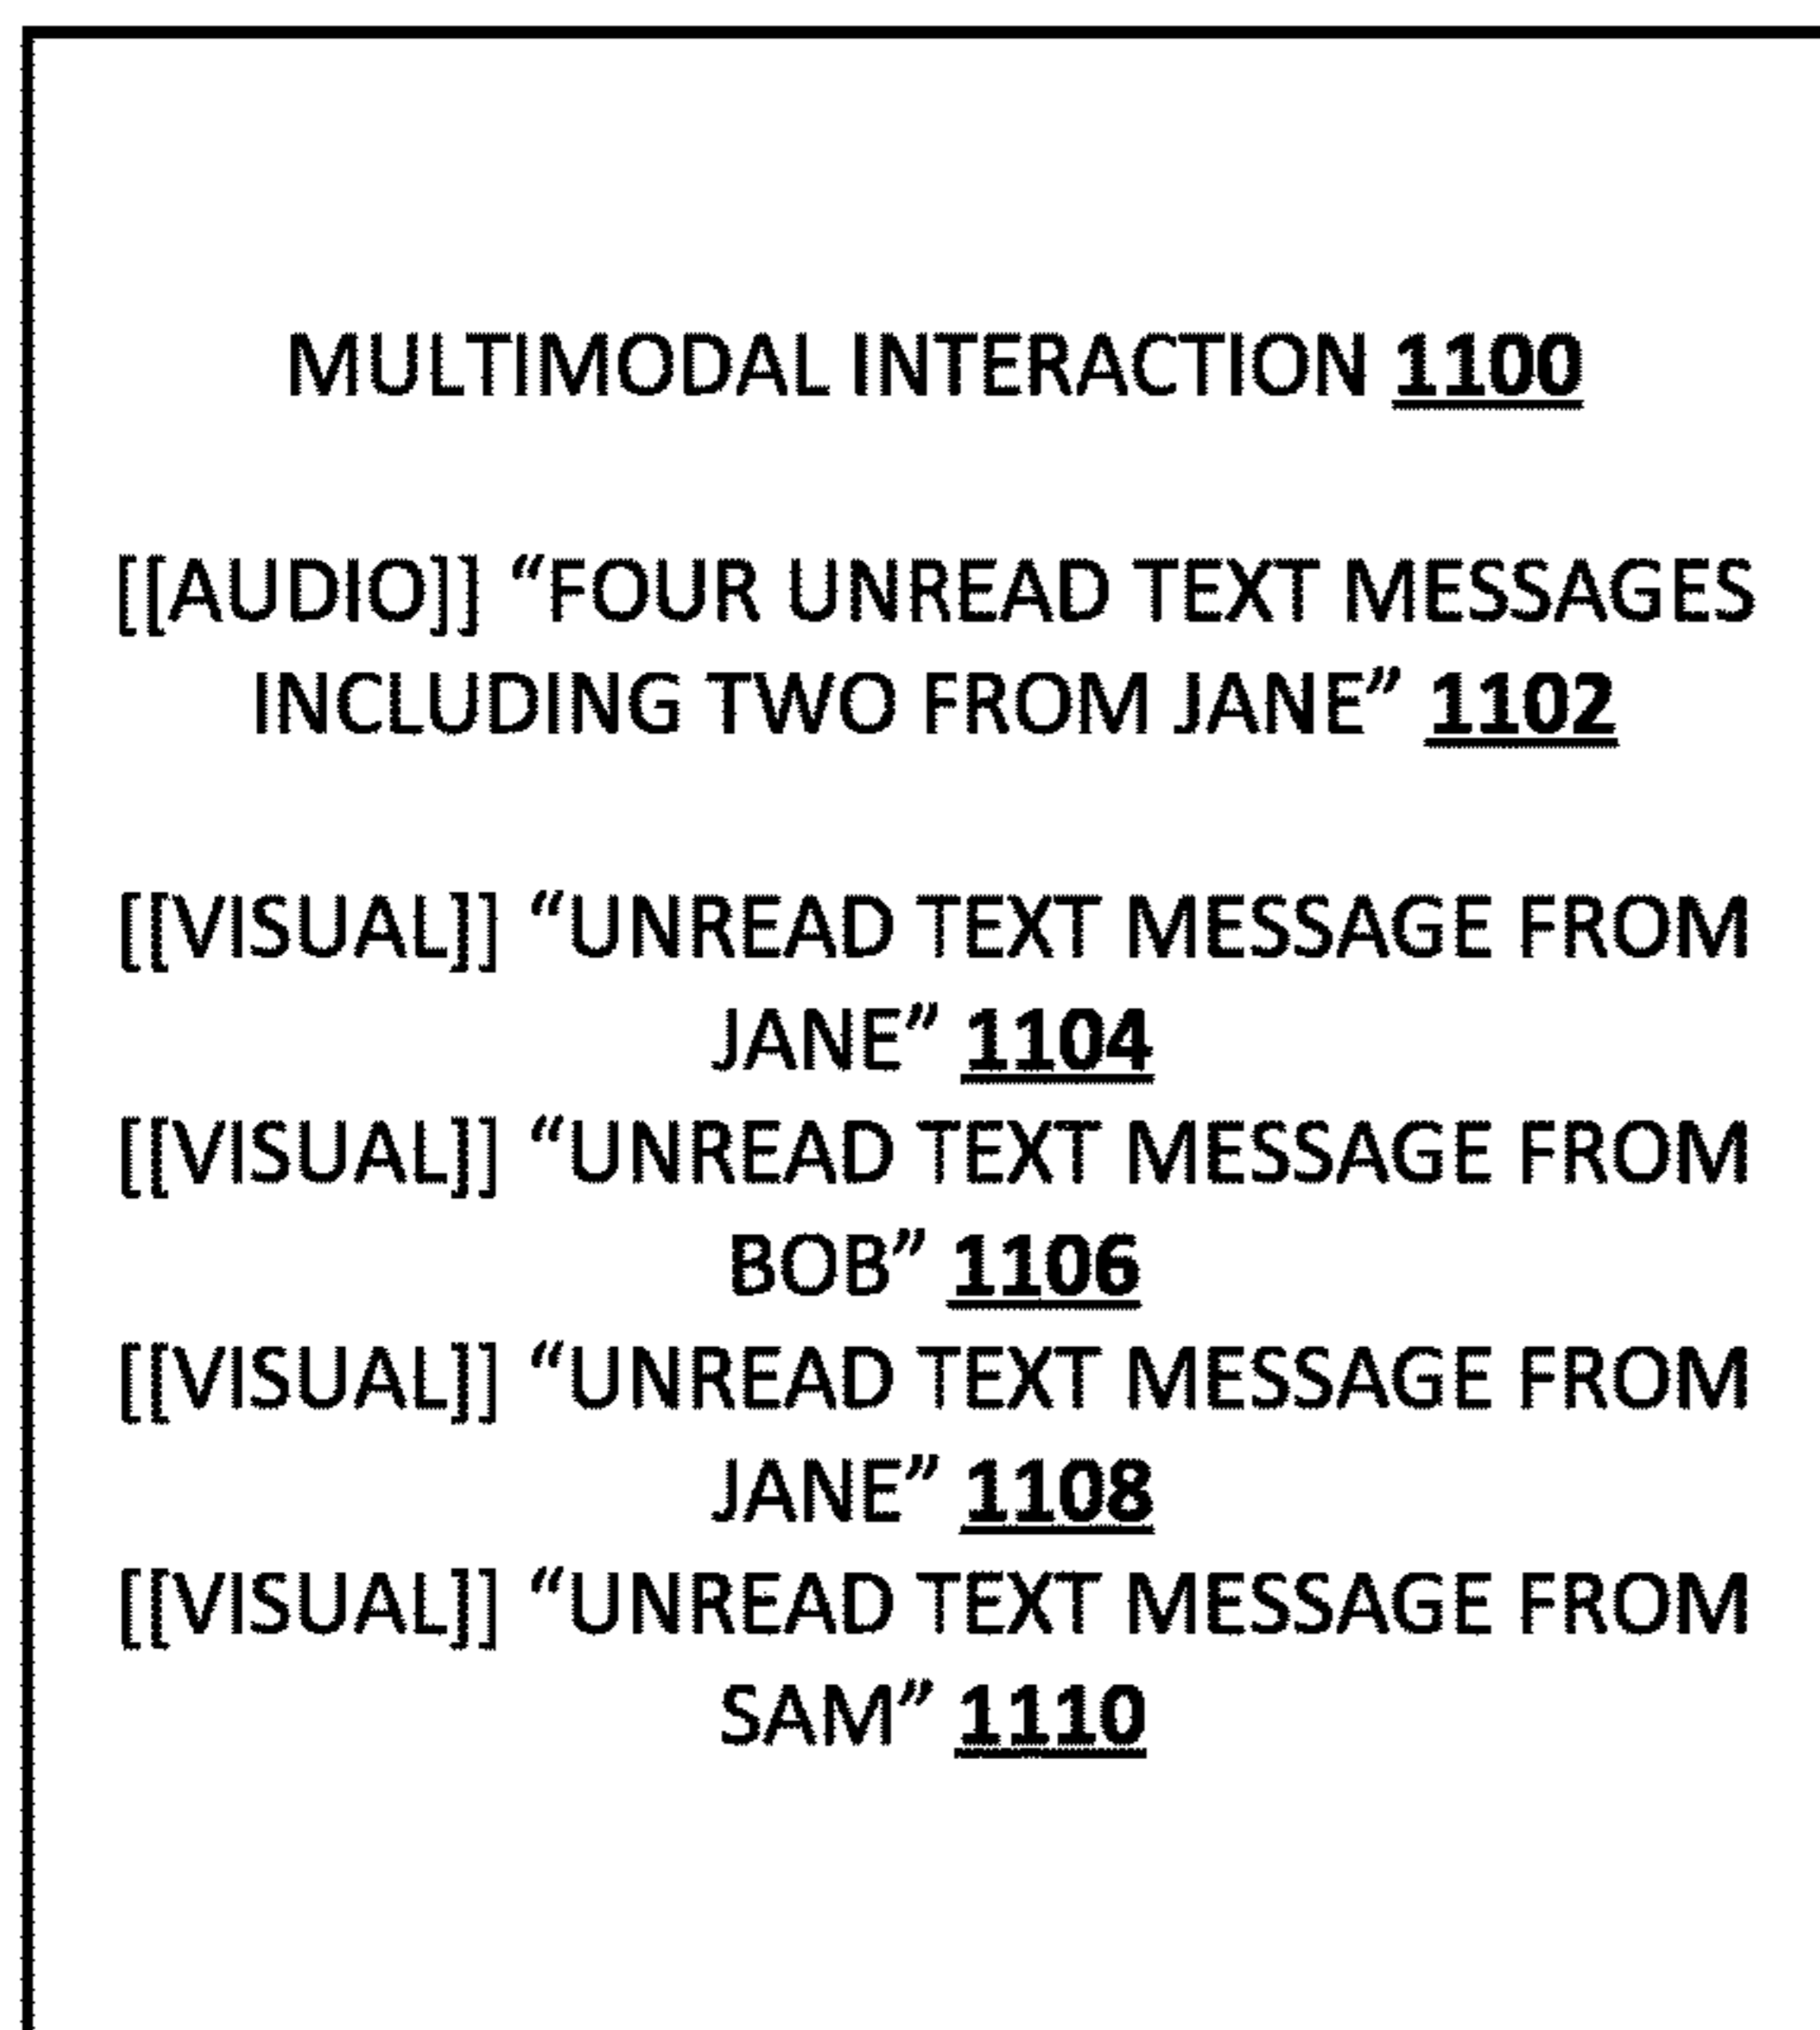 MULTIMODAL INTERACTION 1100
[[AUDIO]] “FOUR UNREAD TEXT MESSAGES
INCLUDING TWO FROM JANE” 1102
[[VISUAL]] “UNREAD TEXT MESSAGE FROM
JANE” 1104
[[VISUAL]] “UNREAD TEXT MESSAGE FROM
BOB” 1106
[[VISUAL]] “UNREAD TEXT MESSAGE FROM
JANE” 1108
[[VISUAL]] “UNREAD TEXT MESSAGE FROM
SAM” 1110